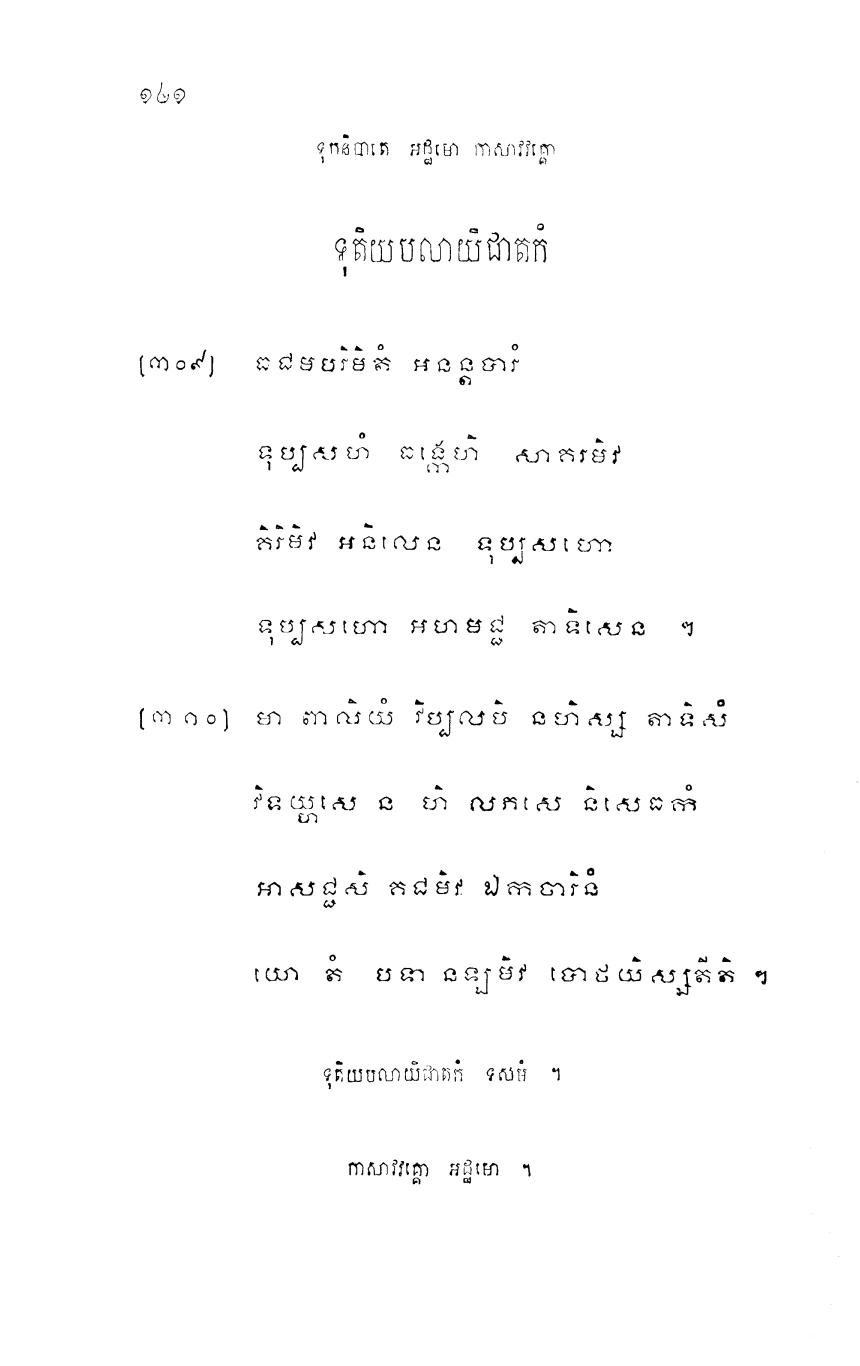 ១៤១
ទុកនិបាតេ អដ្ឋមោ កាសាវវគ្គោ
ទុតិយបលាយិជាតកំ
[៣០៩] ធជមបរិមិតំ អនន្តបារំ
ទុប្បសហំ ធង្កេហិ សាគរមិវ
គិរិមិវ អនិលេន ទុប្បសហោ
ទុប្បសហោ អហមជ្ជ តាទិសេន ។
[៣១០] មា ពាលិយំ វិប្បលបិ នហិស្ស តាទិសំ
វិឌយ្ហសេ ន ហិ លភសេ និសេធកំ
អាសជ្ជសិ គជមិវ ឯកចារិនំ
យោ តំ បទា នឡមិវ បោថយិស្សតីតិ ។
ទុតិយបលាយិជាតកំ ទសមំ ។
កាសាវវគ្គោ អដ្ឋមោ ។